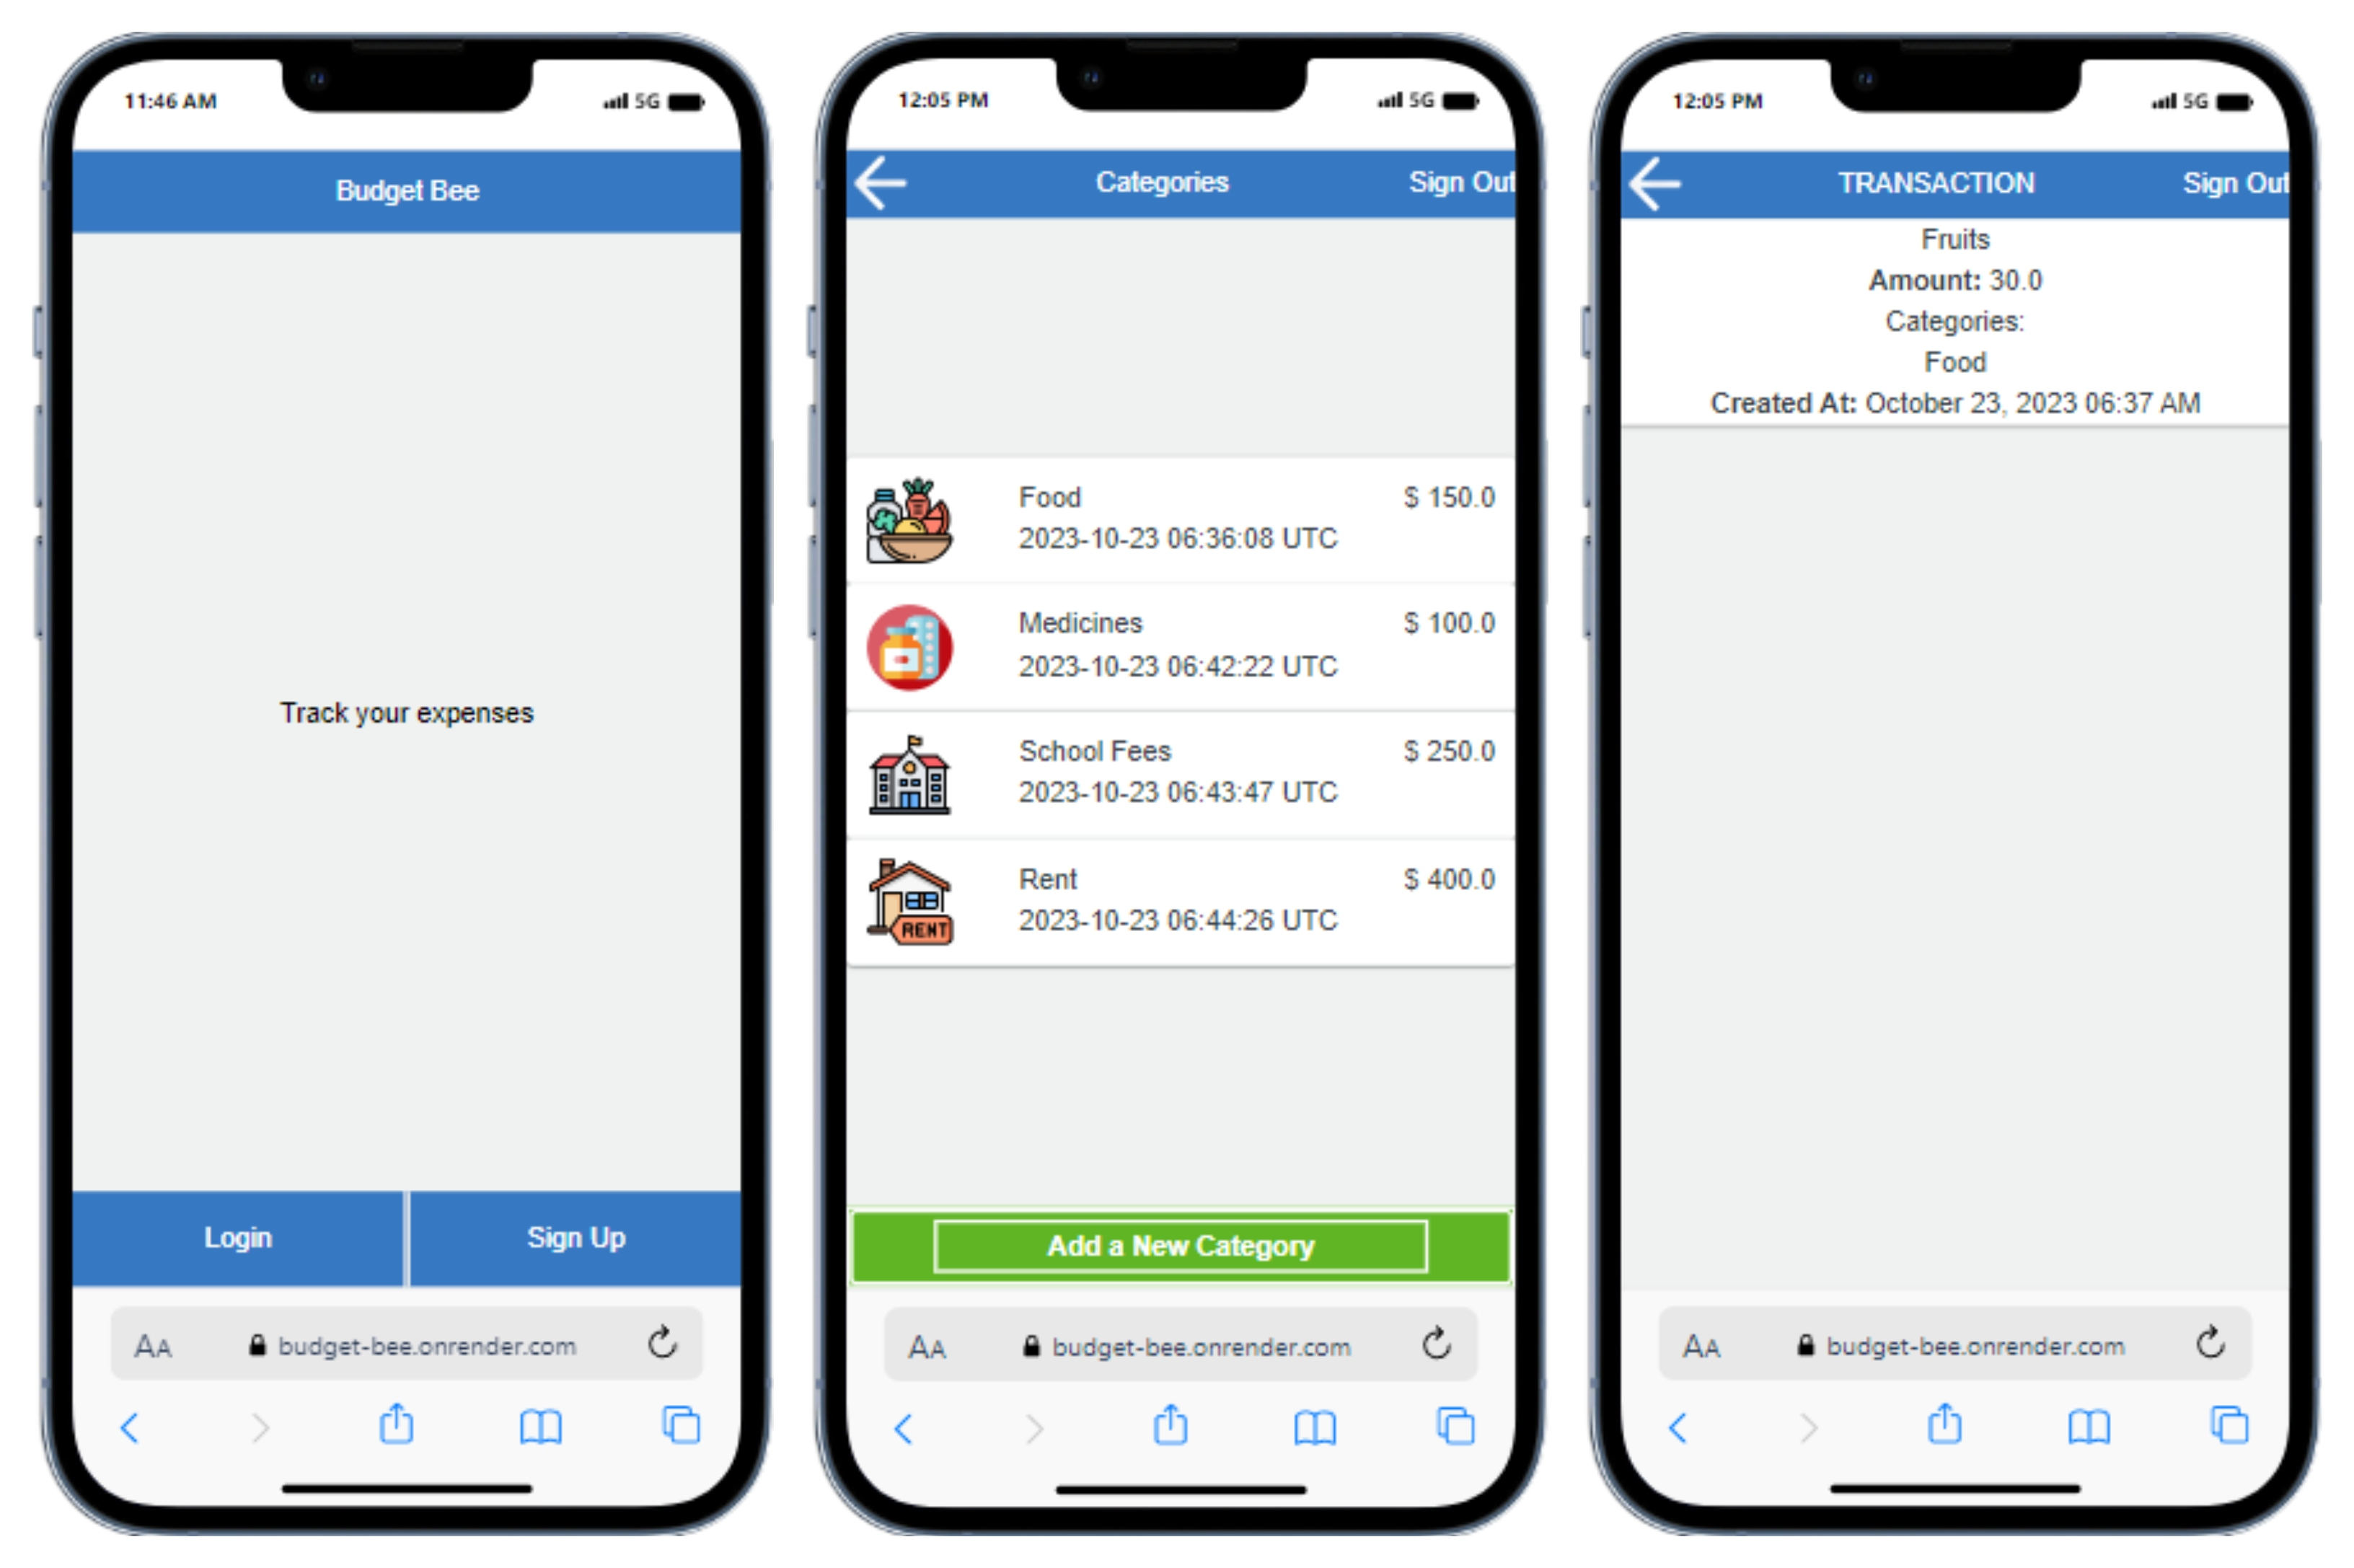 11:46 AM
5G
Budget Bee
Track your expenses
Login
Sign Up
AA
budget-bee.onrender.com
12:05 PM
5G
Categories
Sign Out
Food
$ 150.0
2023-10-23 06:36:08 UTC
Medicines
$ 100.0
2023-10-23 06:42:22 UTC
School Fees
$ 250.0
2023-10-23 06:43:47 UTC
Rent
$ 400.0
2023-10-23 06:44:26 UTC
RENT
Add a New Category
AA
budget-bee.onrender.com
12:05 PM
5G
TRANSACTION
Sign Out
Fruits
Amount: 30.0
Categories:
Food
Created At: October 23, 2023 06:37 AM
AA
budget-bee.onrender.com